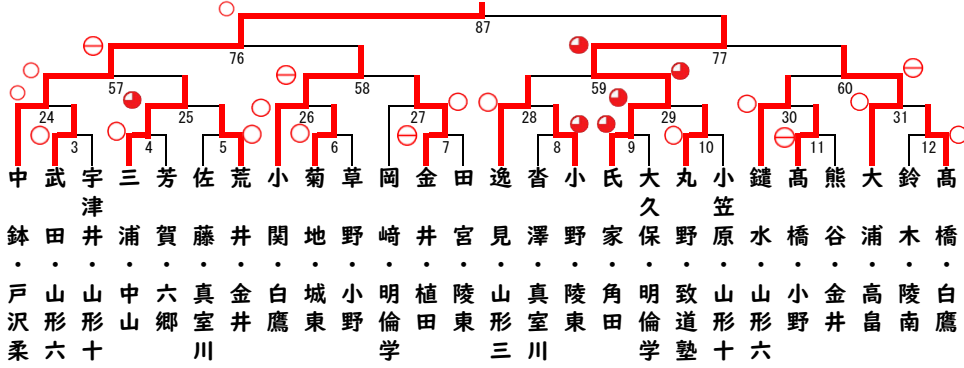 87
76
77
57
58
59
60
24
25
26
27
28
29
30
31
3
4
5
6
7
8
9
10
11
12
中 鉢・戸沢柔
武 田・山形六
宇津井・山形十
三 浦・中山
芳 賀・六郷
佐 藤・真室川
荒 井・金井
小 関・白鷹
菊 地・城東
草 野・小野
岡 﨑・明倫学
金 井・植田
田 宮・陵東
逸 見・山形三
沓 澤・真室川
小 野・陵東
氏 家・角田
大久保・明倫学
丸 野・致道塾
小笠原・山形十
鑓 水・山形六
髙 橋・小野
熊 谷・金井
大 浦・高畠
鈴 木・陵南
髙 橋・白鷹